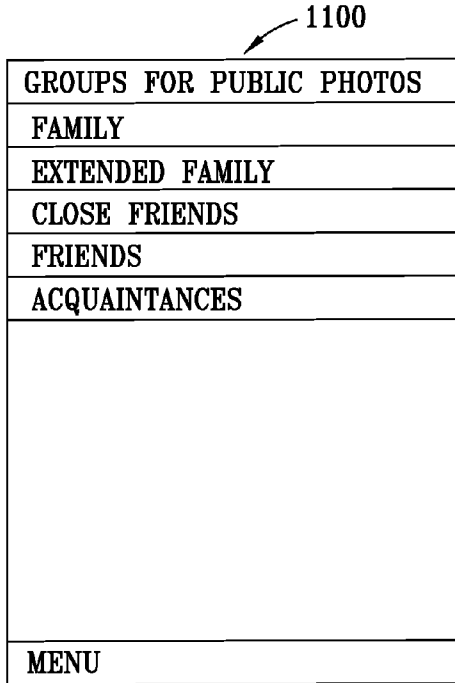 1100
GROUPS FOR PUBLIC PHOTOS
FAMILY
EXTENDED FAMILY
CLOSE FRIENDS
FRIENDS
ACQUAINTANCES
MENU